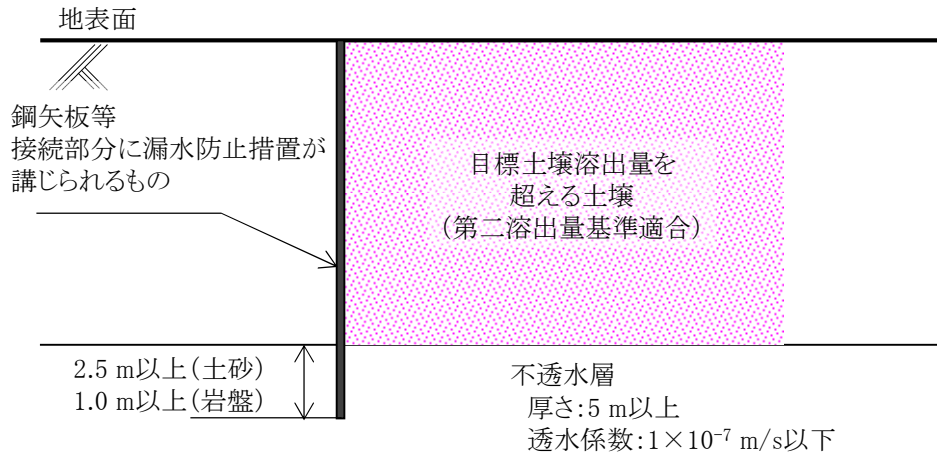 地表面
鋼矢板等
接続部分に漏水防止措置が
講じられるもの
目標土壌溶出量を
超える土壌
(第二溶出量基準適合)
2.5 m以上(土砂)
1.0 m以上(岩盤)
不透水層
厚さ:5 m以上
透水係数:1×10⁻⁷ m/s以下